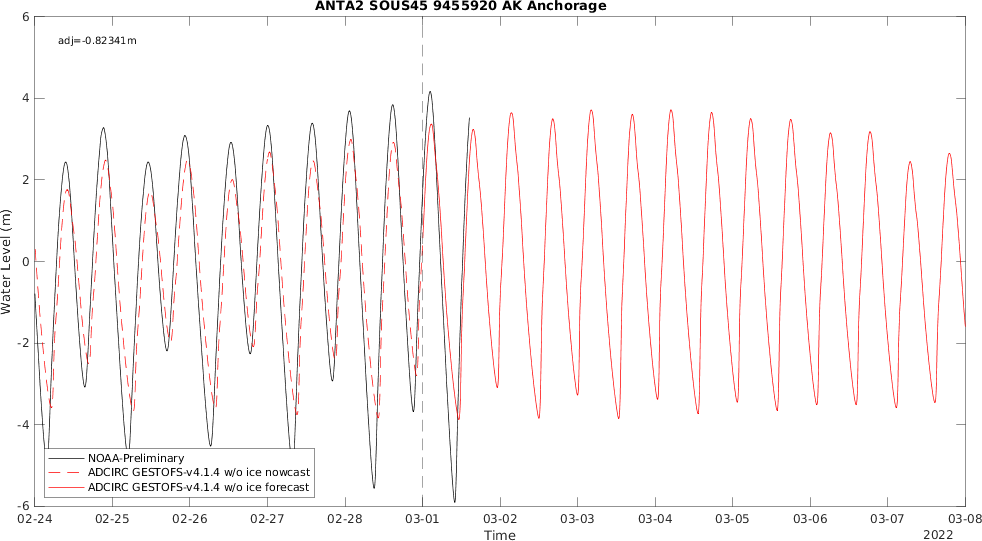 ANTA2 SOUS45 9455920 AK Anchorage
adj=-0.82341m
6
4
2
0
-2
-4
-6
Water Level (m)
NOAA-Preliminary
ADCIRC GESTOFS-v4.1.4 w/o ice nowcast
ADCIRC GESTOFS-v4.1.4 w/o ice forecast
02-24 02-25 02-26 02-27 02-28 03-01 03-02 03-03 03-04 03-05 03-06 03-07 03-08
Time
2022